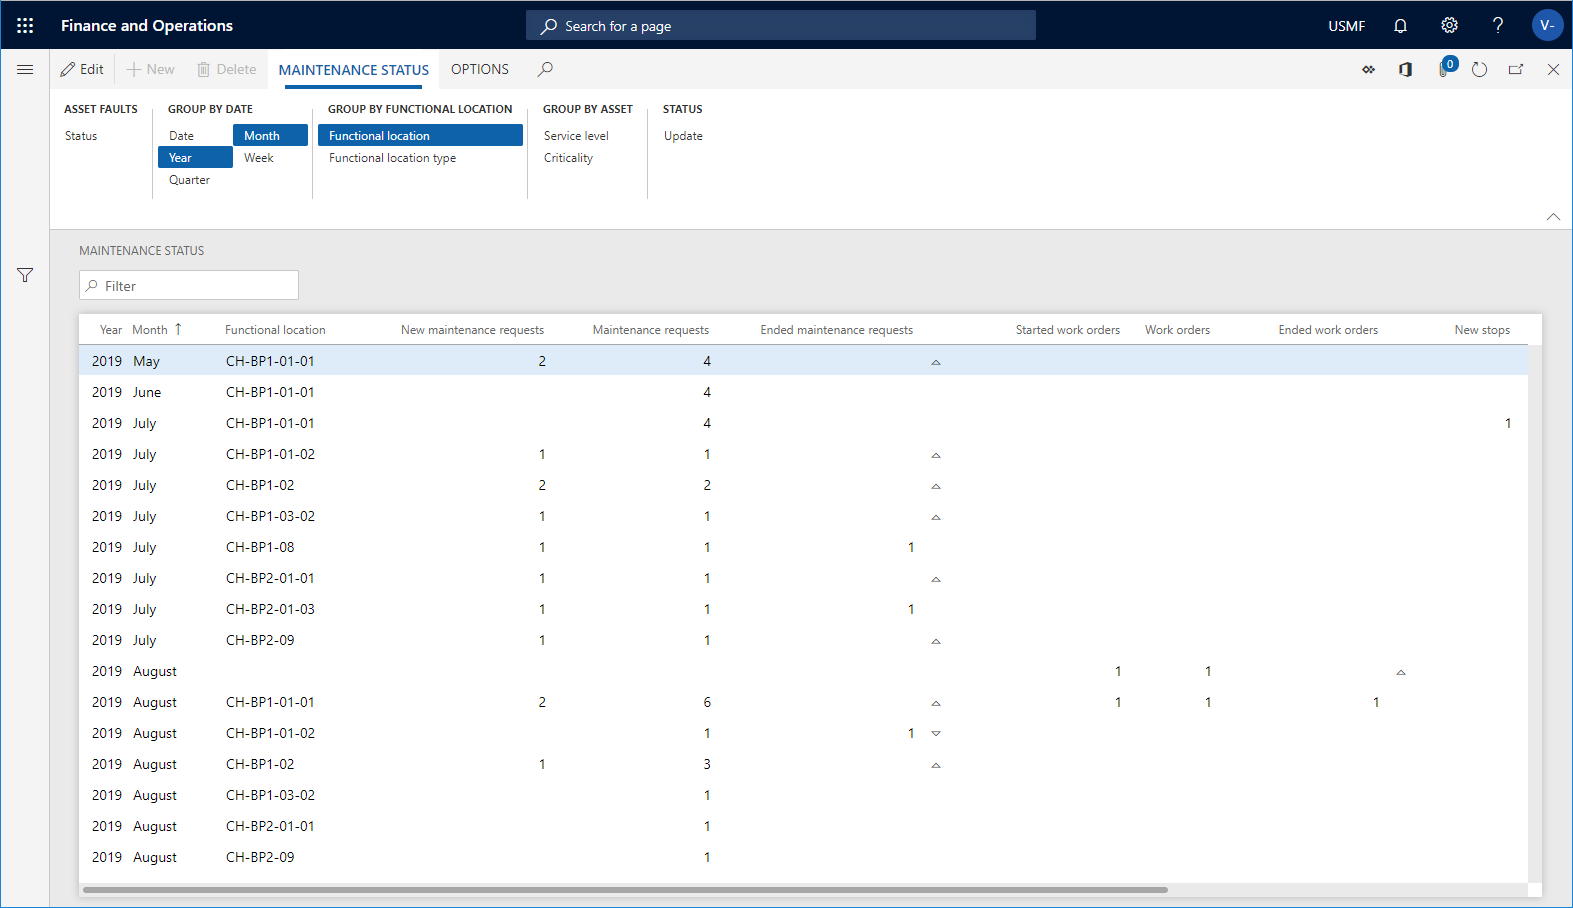 Finance and Operations
Search for a page
USMF
V-
Edit
New
Delete
MAINTENANCE STATUS
OPTIONS
0
ASSET FAULTS
Status
GROUP BY DATE
Date
Month
Year
Week
Quarter
GROUP BY FUNCTIONAL LOCATION
Functional location
Functional location type
GROUP BY ASSET
Service level
Criticality
STATUS
Update
MAINTENANCE STATUS
Filter
Year Month Functional location New maintenance requests Maintenance requests Ended maintenance requests Started work orders Work orders Ended work orders New stops
2019 May CH-BP1-01-01 2 4
2019 June CH-BP1-01-01 4
2019 July CH-BP1-01-01 4 1
2019 July CH-BP1-01-02 1 1
2019 July CH-BP1-02 2 2
2019 July CH-BP1-03-02 1 1
2019 July CH-BP1-08 1 1 1
2019 July CH-BP2-01-01 1 1
2019 July CH-BP2-01-03 1 1 1
2019 July CH-BP2-09 1 1
2019 August 1 1
2019 August CH-BP1-01-01 2 6 1 1 1
2019 August CH-BP1-01-02 1 1
2019 August CH-BP1-02 1 3
2019 August CH-BP1-03-02 1
2019 August CH-BP2-01-01 1
2019 August CH-BP2-09 1